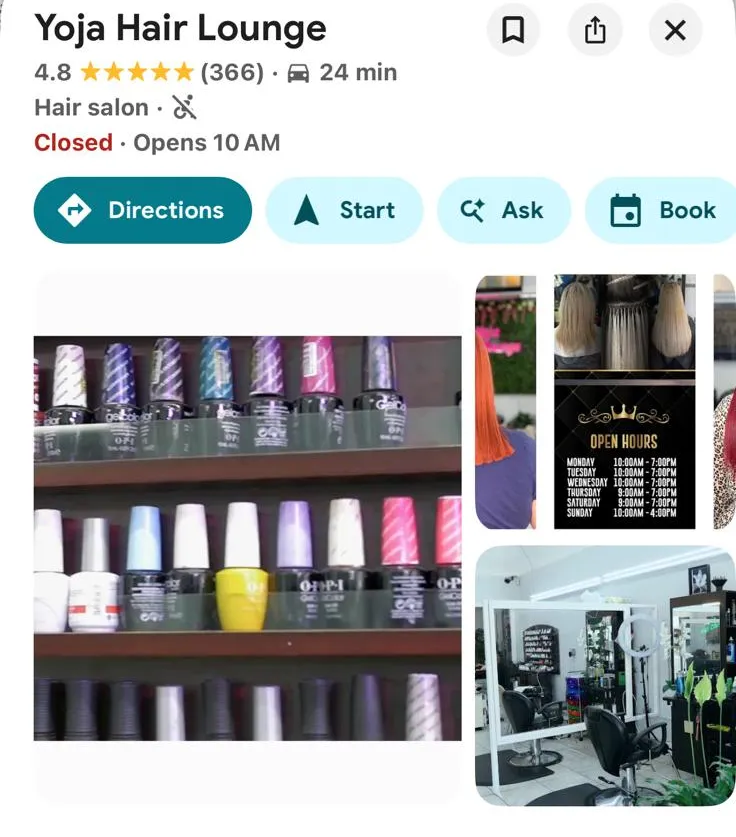 Yoja Hair Lounge
4.8 ★★★★★ (366) · 24 min
Hair salon ·
Closed · Opens 10 AM
Directions
Start
Ask
Book
OPEN HOURS
MONDAY 10:00AM - 7:00PM
TUESDAY 10:00AM - 7:00PM
WEDNESDAY 10:00AM - 7:00PM
THURSDAY 9:00AM - 7:00PM
SATURDAY 9:00AM - 7:00PM
SUNDAY 10:00AM - 4:00PM
gelcolor
O·P·I
GelCo
O·P·I
O-P